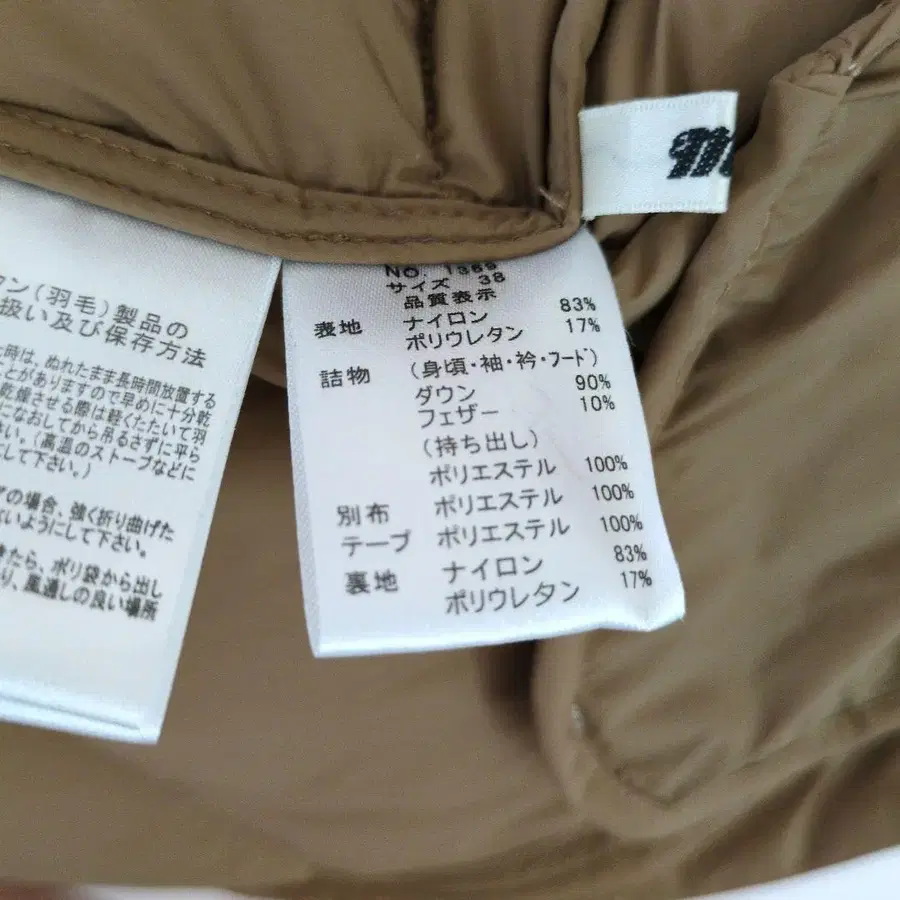 タン(羽毛)製品の
扱い及び保存方法
時は、ぬれたまま長時間放置する
とがありますので早めに十分乾
乾燥させる際は軽くたたいて羽
になおしてから吊るさずに平ら
さい。(高温のストーブなどに
して下さい。)
の場合、強く折り曲げた
ないようにして下さい。
きたら、ポリ袋から出し
り、風通しの良い場所
NO. 1369
サイズ 38
品質表示
表地 ナイロン 83%
ポリウレタン 17%
詰物 (身頃・袖・衿・フード)
ダウン 90%
フェザー 10%
(持ち出し)
ポリエステル 100%
別布 ポリエステル 100%
テープ ポリエステル 100%
裏地 ナイロン 83%
ポリウレタン 17%